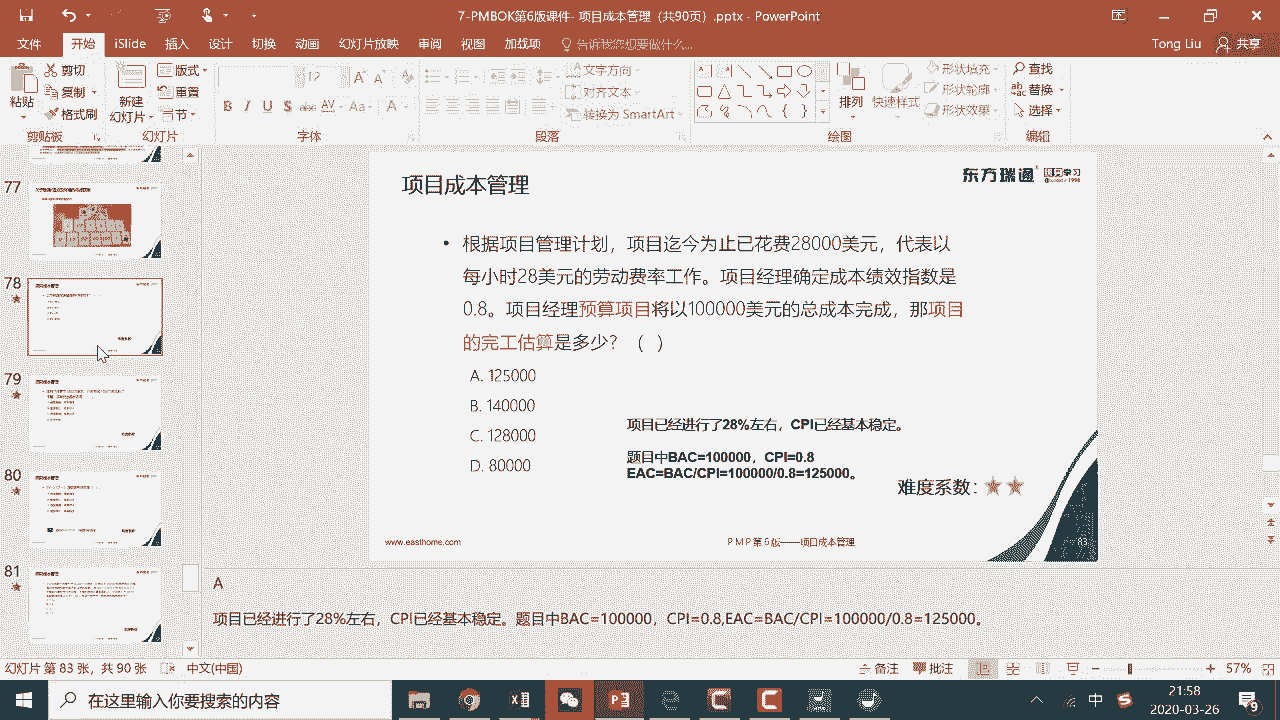 7-PMBOK第6版课件- 项目成本管理（共90页）.pptx - PowerPoint
文件 开始 iSlide 插入 设计 切换 动画 幻灯片放映 审阅 视图 加载项 告诉我您想要做什么... Tong Liu 共享
剪切 复制 格式刷 粘贴 剪贴板
新建 幻灯片 版式 重置 节 幻灯片
12
B I U S abc AV Aa A
字体
文字方向 对齐文本 转换为 SmartArt 段落
排列 快速样式 形状填充 形状轮廓 形状效果 绘图
查找 替换 选择 编辑
77
78
79
80
81
项目成本管理
东方瑞通
学习
根据项目管理计划，项目迄今为止已花费28000美元，代表以
每小时28美元的劳动费率工作。项目经理确定成本绩效指数是
0.8。项目经理预算项目将以100000美元的总成本完成，那项目
的完工估算是多少？（ ）
A. 125000
B. 140000
C. 128000
D. 80000
项目已经进行了28%左右，CPI已经基本稳定。
题目中BAC=100000，CPI=0.8
EAC=BAC/CPI=100000/0.8=125000。
难度系数：
www.easthome.com
P M P 第 6 版——项目成本管理
83
A
项目已经进行了28%左右，CPI已经基本稳定。题目中BAC=100000，CPI=0.8,EAC=BAC/CPI=100000/0.8=125000。
幻灯片 第 83 张，共 90 张 中文(中国) 备注 批注 57%
在这里输入你要搜索的内容
中
21:58
2020-03-26
9